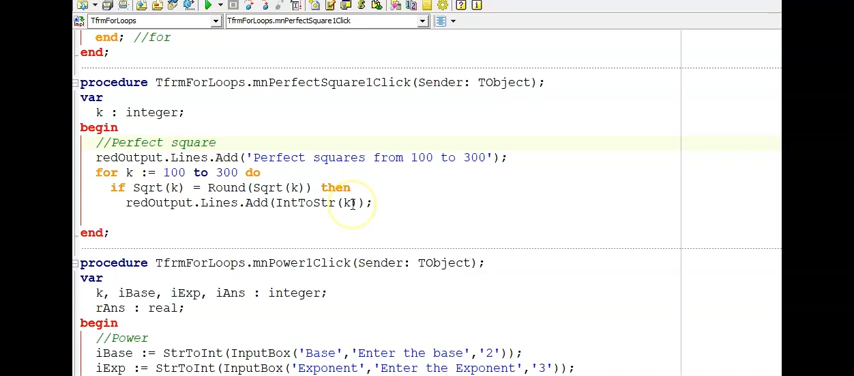 TfrmForLoops
TfrmForLoops.mnPerfectSquare1Click
end; //for
end;
procedure TfrmForLoops.mnPerfectSquare1Click(Sender: TObject);
var
k : integer;
begin
//Perfect square
redOutput.Lines.Add('Perfect squares from 100 to 300');
for k := 100 to 300 do
if Sqrt(k) = Round(Sqrt(k)) then
redOutput.Lines.Add(IntToStr(k));
end;
procedure TfrmForLoops.mnPower1Click(Sender: TObject);
var
k, iBase, iExp, iAns : integer;
rAns : real;
begin
//Power
iBase := StrToInt(InputBox('Base','Enter the base','2'));
iExp := StrToInt(InputBox('Exponent','Enter the Exponent','3'));